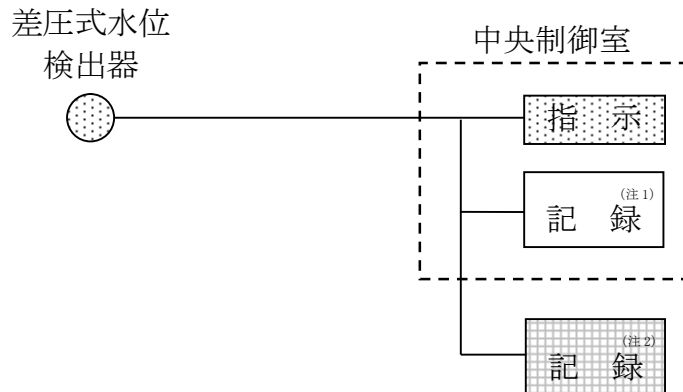 差圧式水位
検出器
中央制御室
指 示
(注1)
記 録
(注2)
記 録